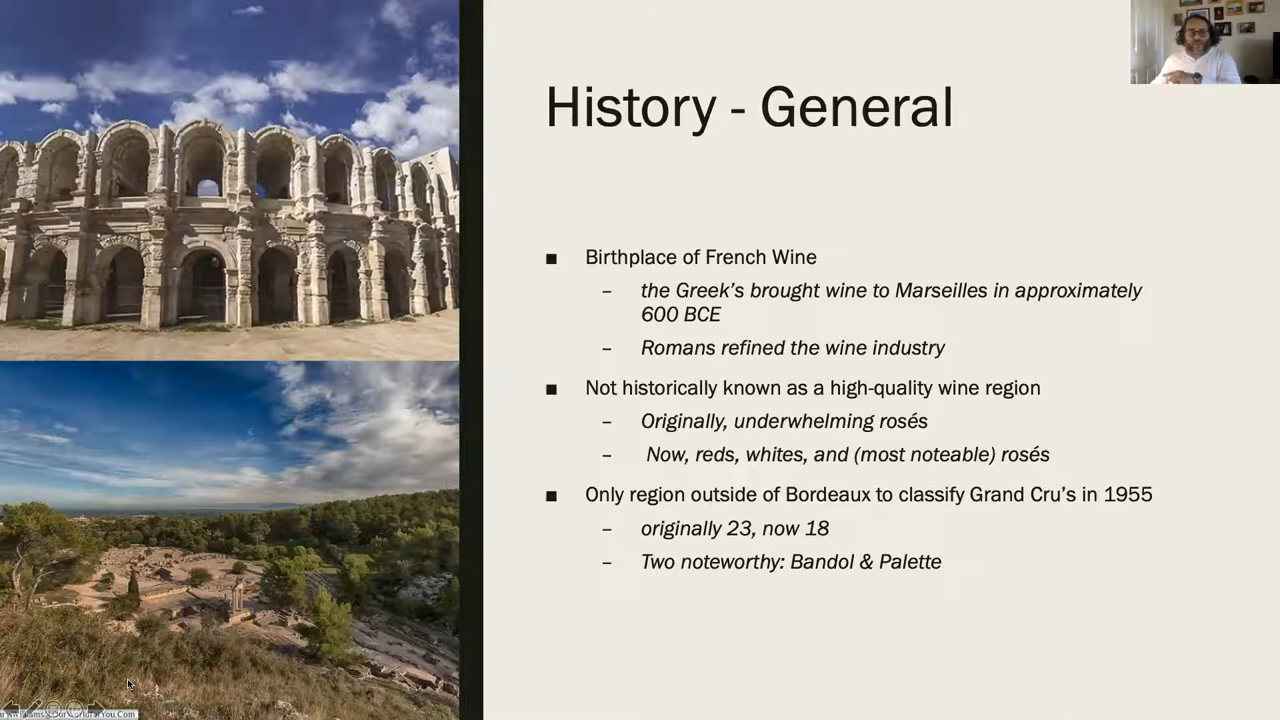 History - General
■ Birthplace of French Wine
– the Greek's brought wine to Marseilles in approximately
600 BCE
– Romans refined the wine industry
■ Not historically known as a high-quality wine region
– Originally, underwhelming rosés
– Now, reds, whites, and (most noteable) rosés
■ Only region outside of Bordeaux to classify Grand Cru's in 1955
– originally 23, now 18
– Two noteworthy: Bandol & Palette